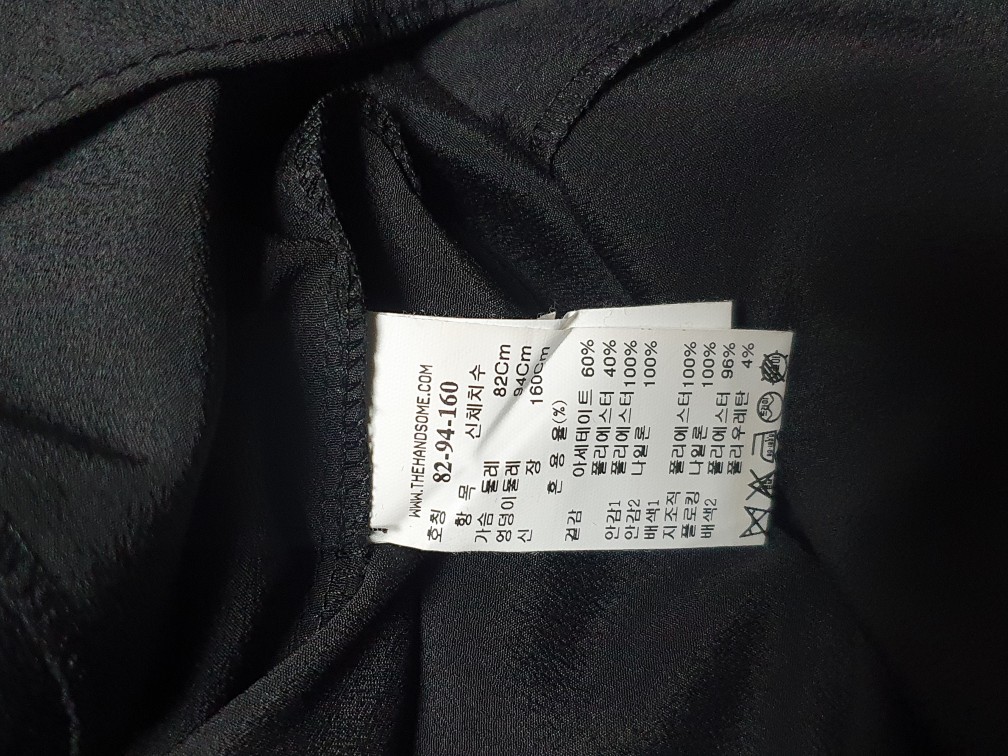 WWW.THEHANDSOME.COM
호칭 82-94-160
항 목 신체치수
가슴 둘레 82Cm
엉덩이둘레 94Cm
신 장 160Cm
혼 용 율(%)
겉감 아세테이트 60%
폴리에스터 40%
안감1 폴리에스터100%
안감2 나일론 100%
배색1
지조직 폴리에스터100%
플로킹 나일론 100%
배색2 폴리에스터 96%
폴리우레탄 4%